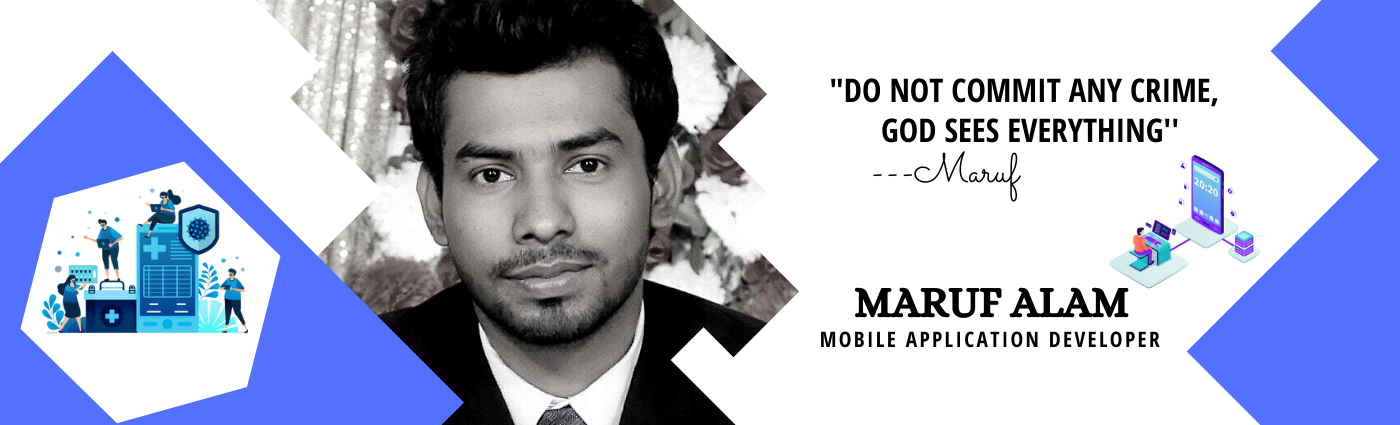 "DO NOT COMMIT ANY CRIME,
GOD SEES EVERYTHING''
---Maruf
20:20
MARUF ALAM
MOBILE APPLICATION DEVELOPER